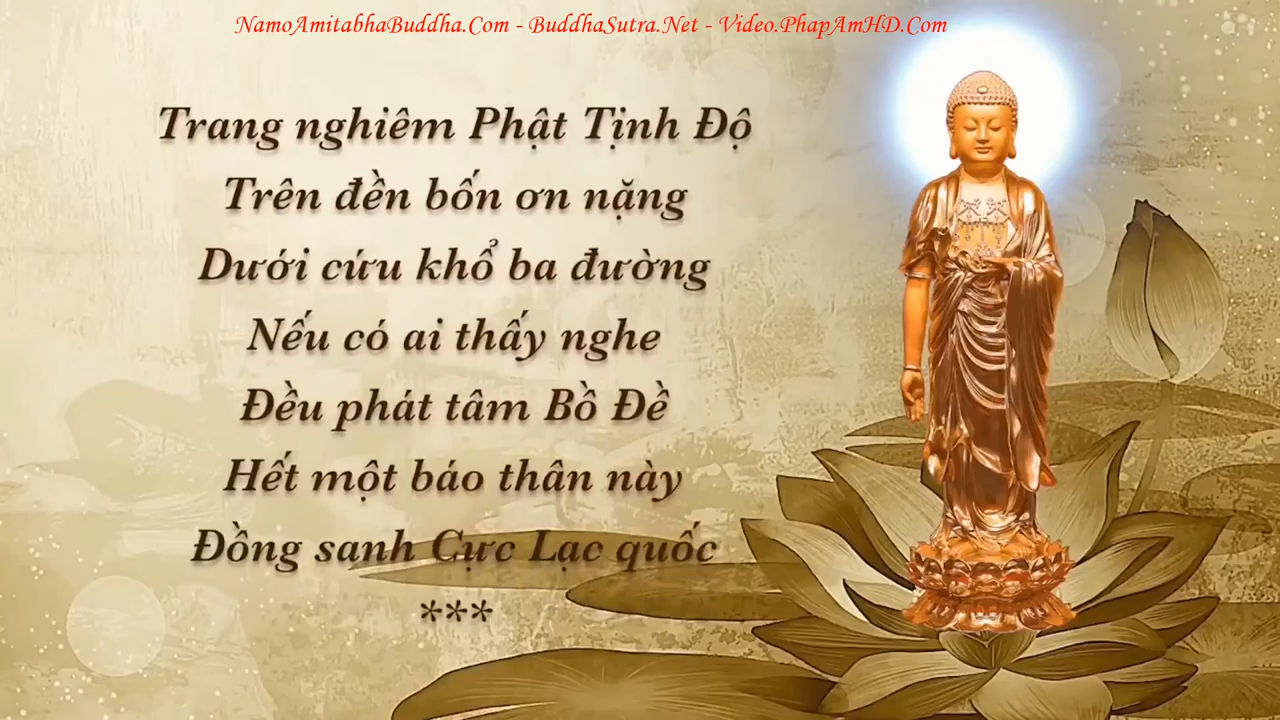 NamoAmitabhaBuddha.Com - BuddhaSutra.Net - Video.PhapAmHD.Com
Trang nghiêm Phật Tịnh Độ
Trên đền bốn ơn nặng
Dưới cứu khổ ba đường
Nếu có ai thấy nghe
Đều phát tâm Bồ Đề
Hết một báo thân này
Đồng sanh Cực Lạc quốc
***